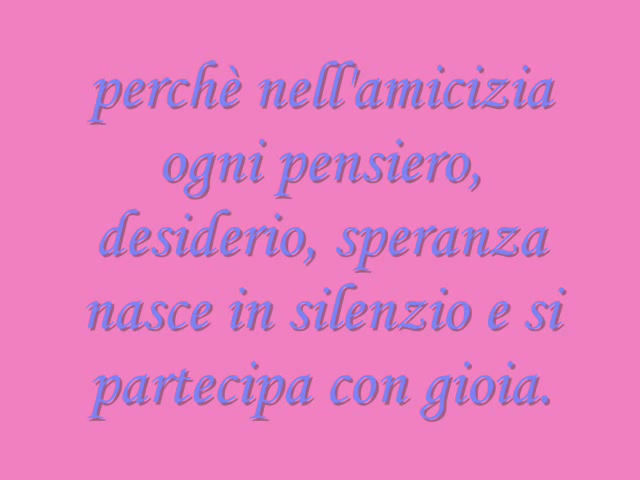 perchè nell'amicizia
ogni pensiero,
desiderio, speranza
nasce in silenzio e si
partecipa con gioia.